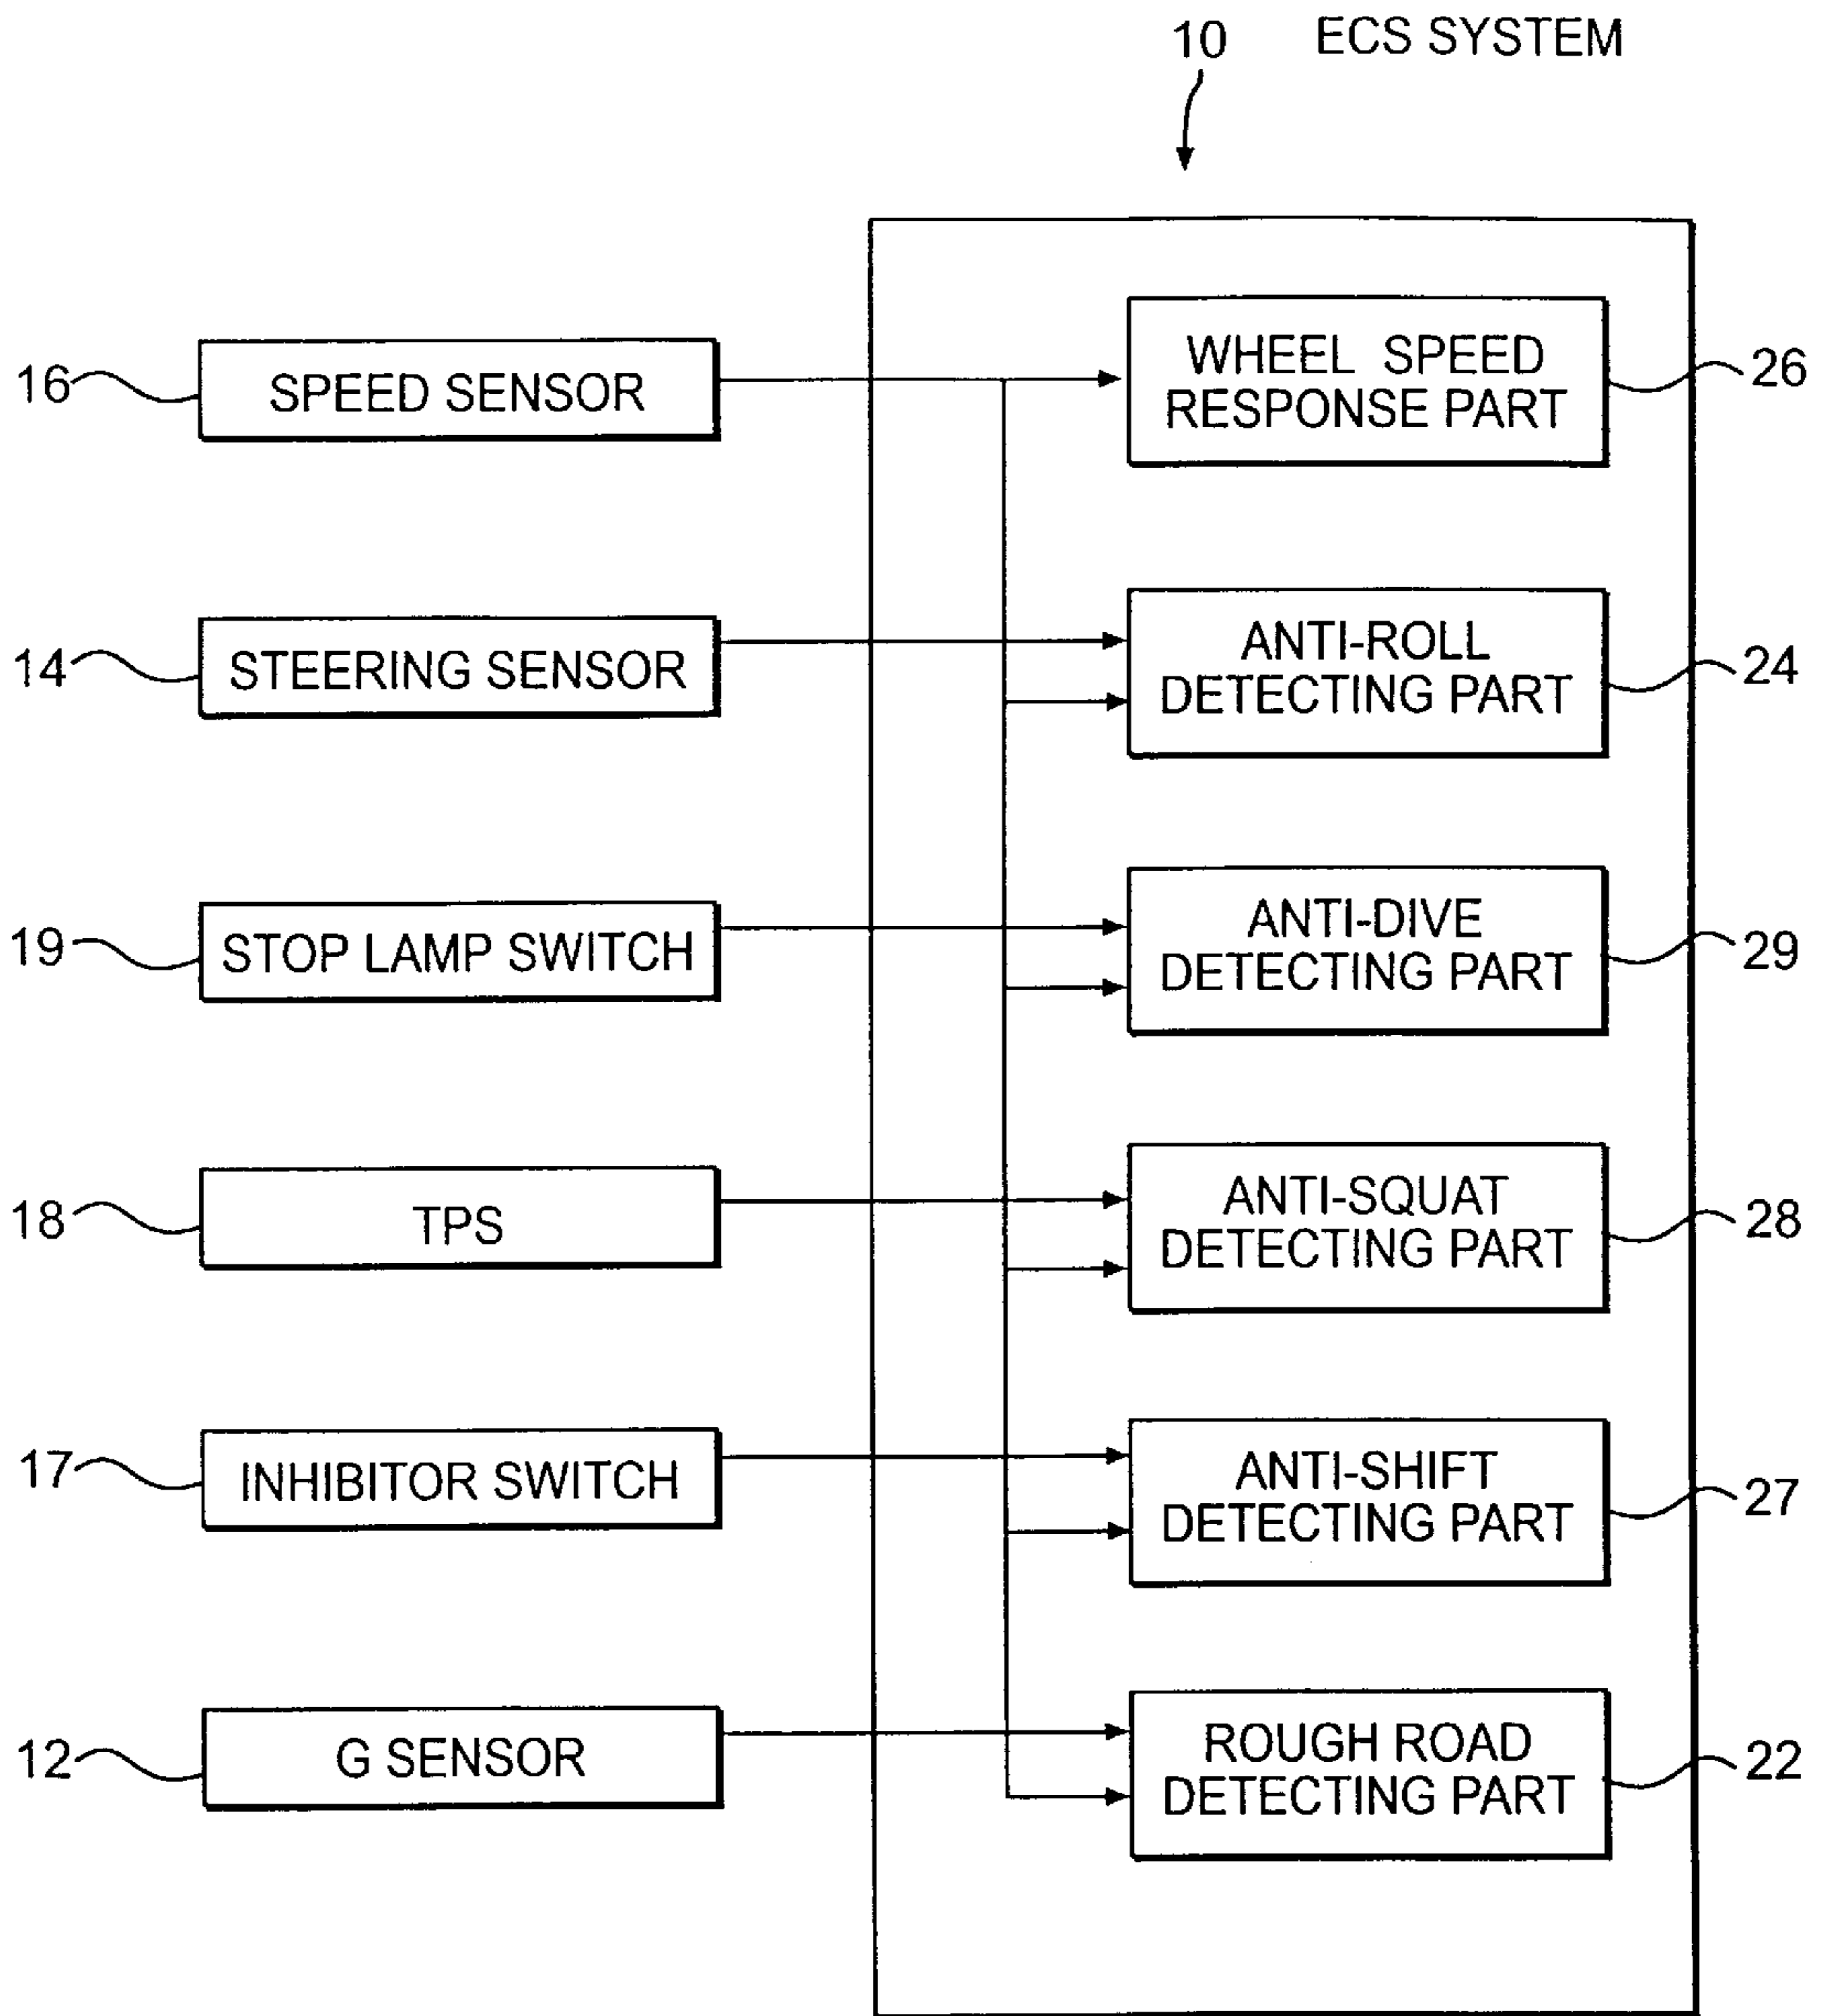 10 ECS SYSTEM
16 SPEED SENSOR
WHEEL SPEED
RESPONSE PART
26
14 STEERING SENSOR
ANTI-ROLL
DETECTING PART
24
19 STOP LAMP SWITCH
ANTI-DIVE
DETECTING PART
29
18 TPS
ANTI-SQUAT
DETECTING PART
28
17 INHIBITOR SWITCH
ANTI-SHIFT
DETECTING PART
27
12 G SENSOR
ROUGH ROAD
DETECTING PART
22